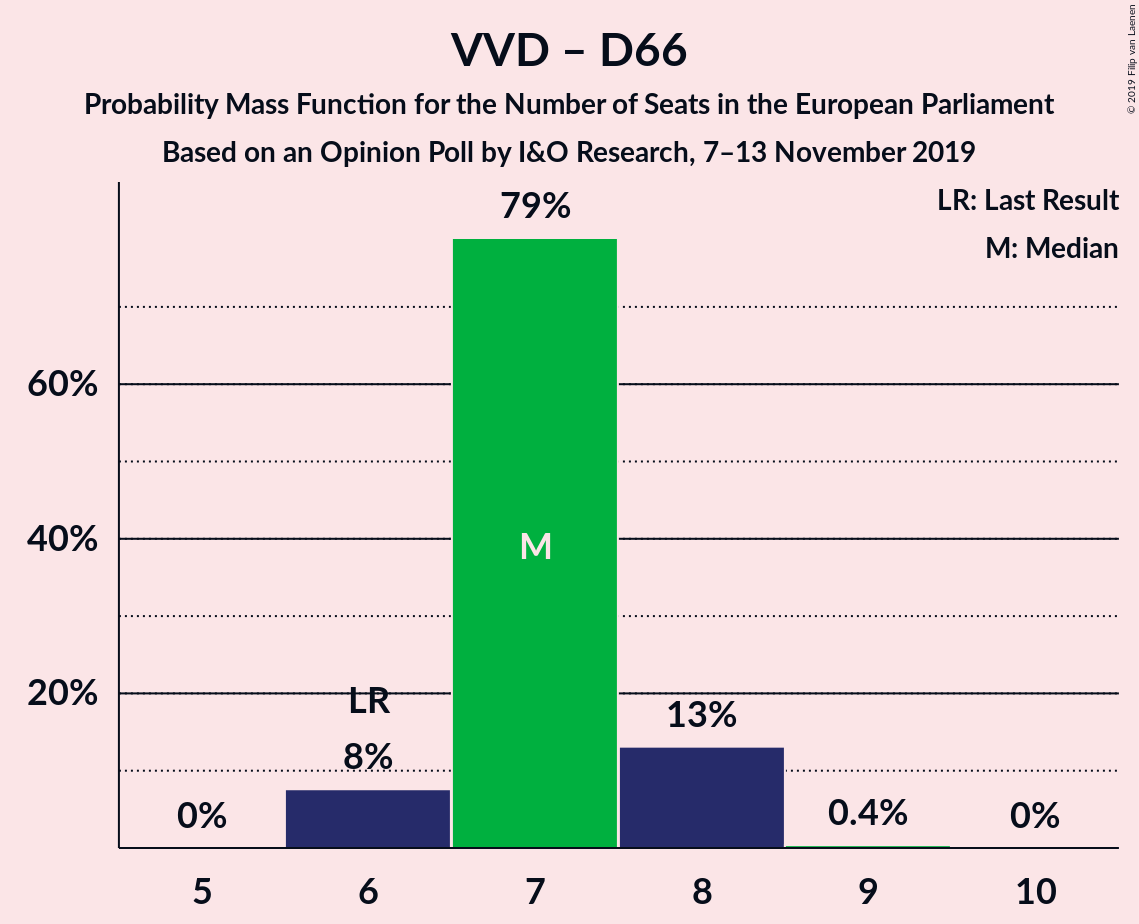 VVD – D66
Probability Mass Function for the Number of Seats in the European Parliament
Based on an Opinion Poll by I&O Research, 7–13 November 2019
© 2019 Filip van Laenen
LR: Last Result
M: Median
79%
60%
40%
20%
M
LR
8%
13%
0%
0.4%
0%
5
6
7
8
9
10